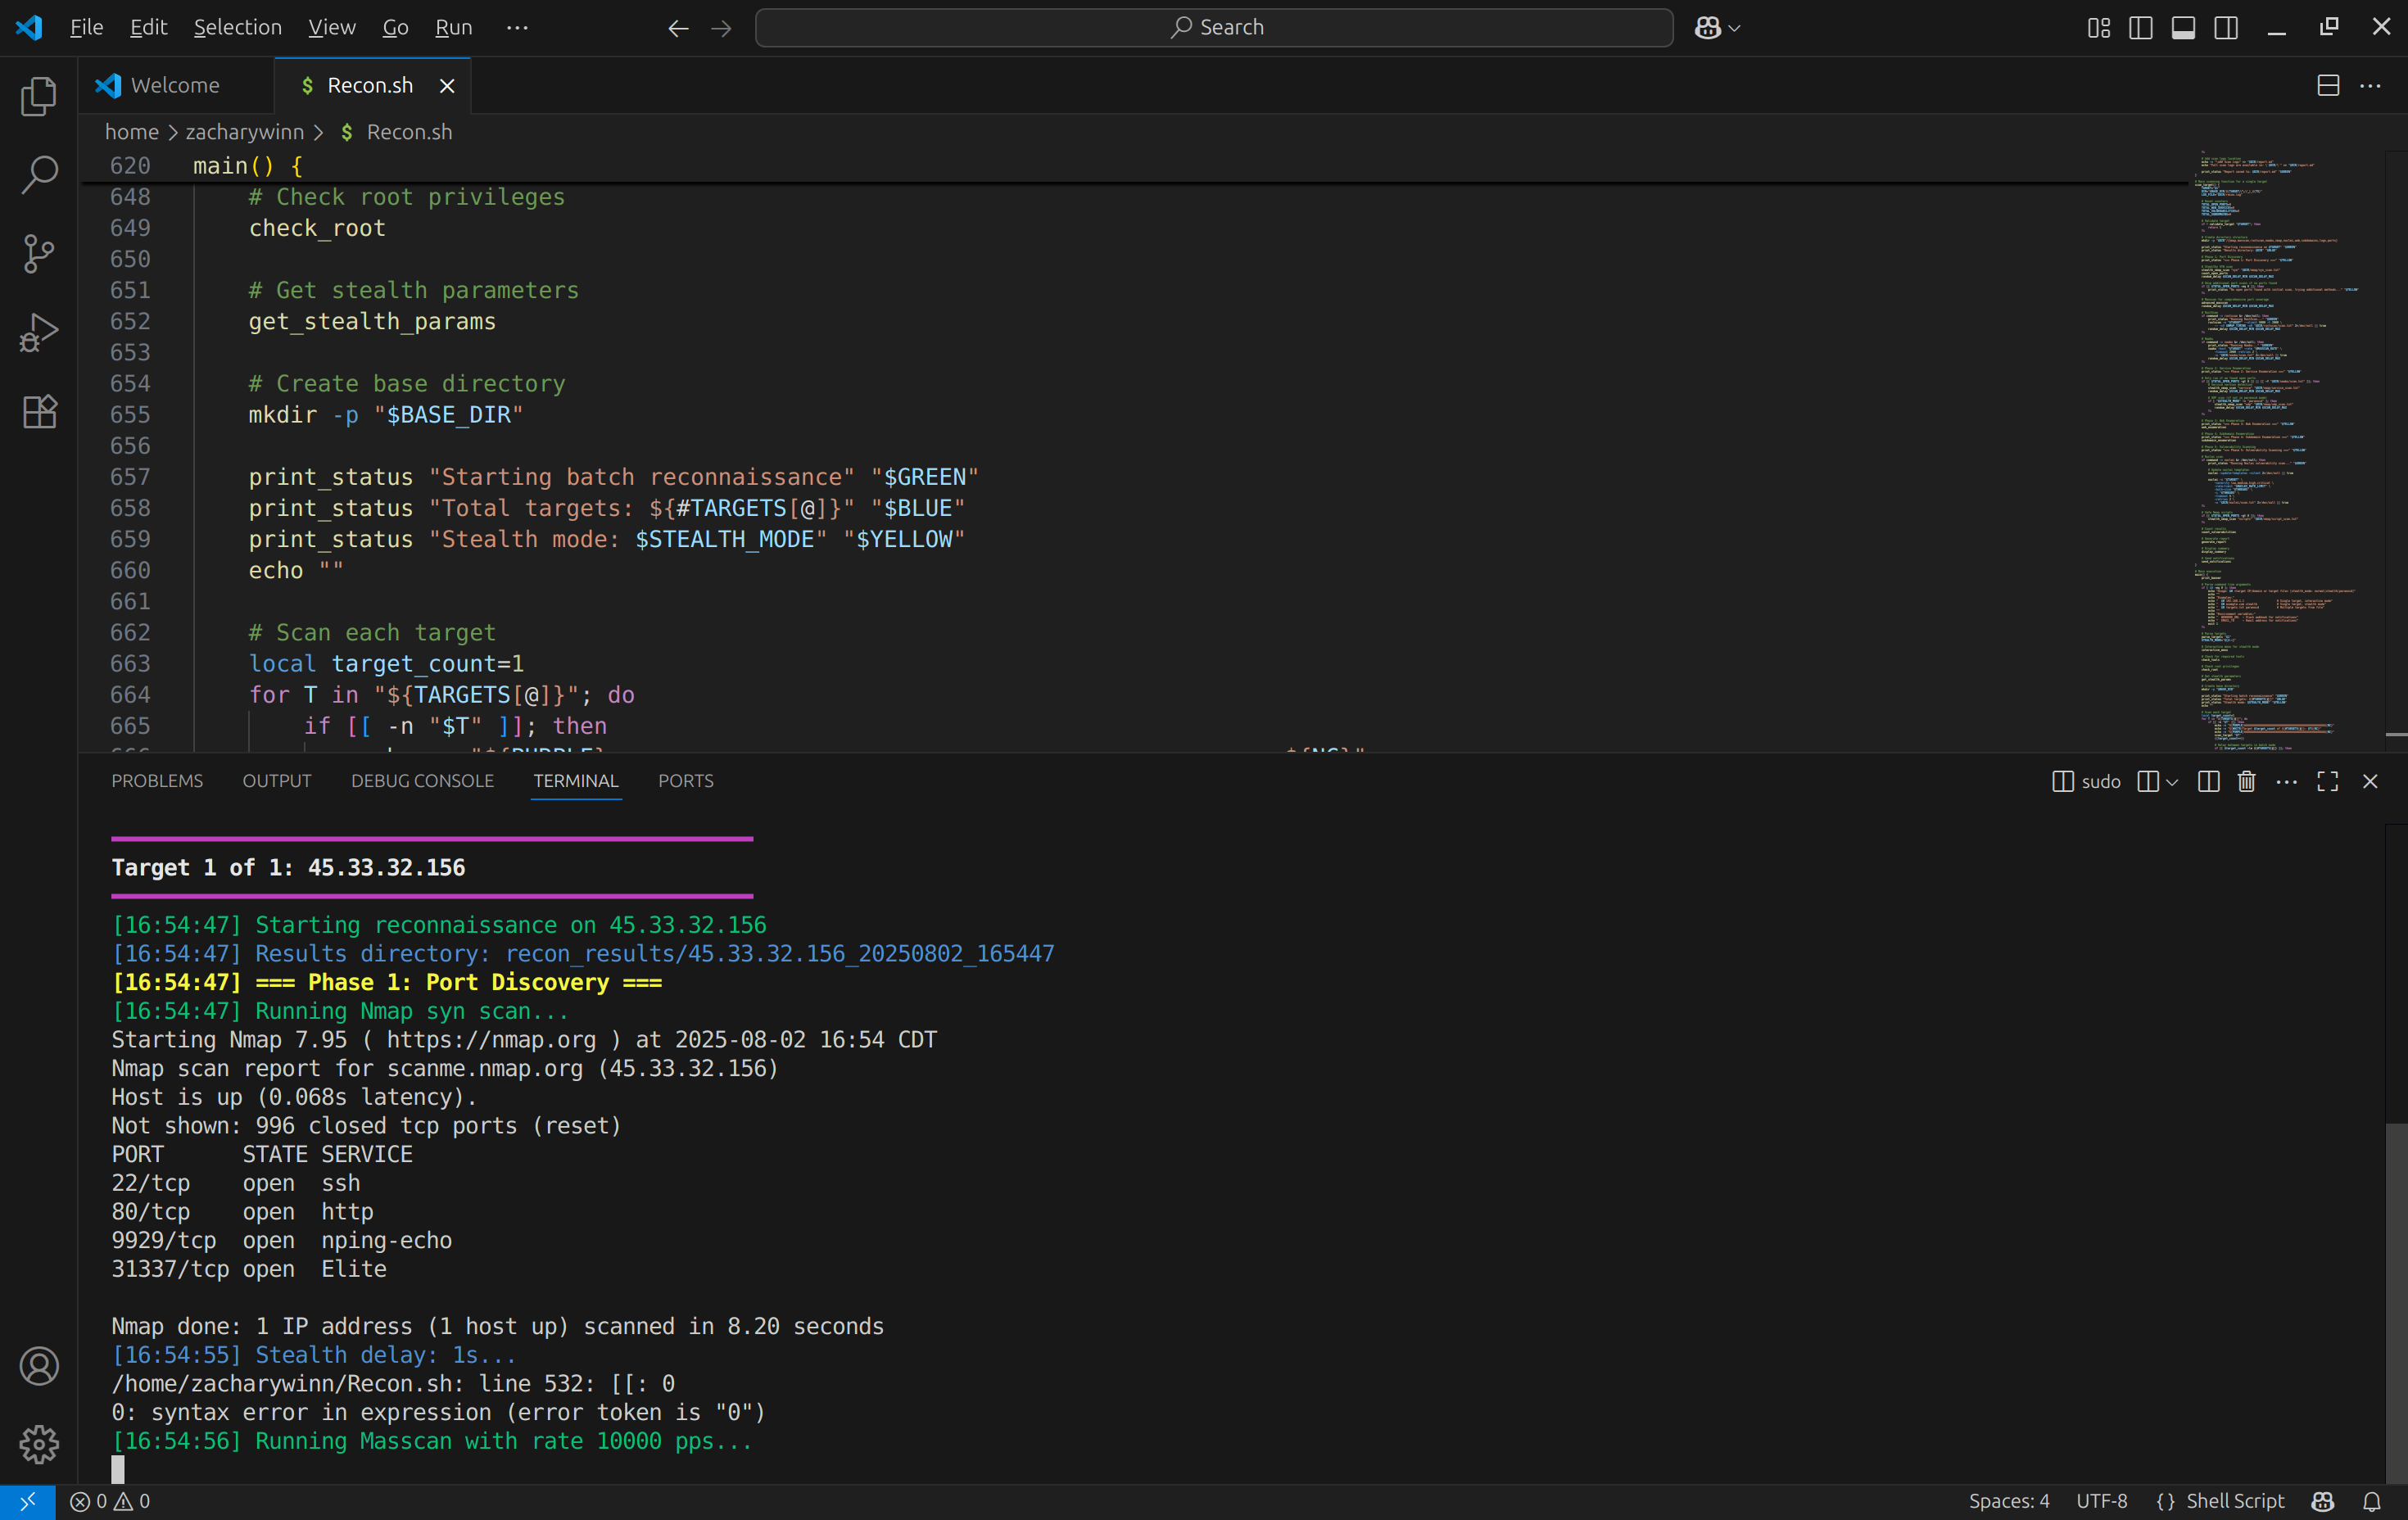 File Edit Selection View Go Run ··· Search
Welcome
$ Recon.sh
home > zacharywinn > $ Recon.sh
620 main() {
648 # Check root privileges
649 check_root
650
651 # Get stealth parameters
652 get_stealth_params
653
654 # Create base directory
655 mkdir -p "$BASE_DIR"
656
657 print_status "Starting batch reconnaissance" "$GREEN"
658 print_status "Total targets: ${#TARGETS[@]}" "$BLUE"
659 print_status "Stealth mode: $STEALTH_MODE" "$YELLOW"
660 echo ""
661
662 # Scan each target
663 local target_count=1
664 for T in "${TARGETS[@]}"; do
665 if [[ -n "$T" ]]; then
PROBLEMS OUTPUT DEBUG CONSOLE TERMINAL PORTS sudo
Target 1 of 1: 45.33.32.156
[16:54:47] Starting reconnaissance on 45.33.32.156
[16:54:47] Results directory: recon_results/45.33.32.156_20250802_165447
[16:54:47] === Phase 1: Port Discovery ===
[16:54:47] Running Nmap syn scan...
Starting Nmap 7.95 ( https://nmap.org ) at 2025-08-02 16:54 CDT
Nmap scan report for scanme.nmap.org (45.33.32.156)
Host is up (0.068s latency).
Not shown: 996 closed tcp ports (reset)
PORT STATE SERVICE
22/tcp open ssh
80/tcp open http
9929/tcp open nping-echo
31337/tcp open Elite
Nmap done: 1 IP address (1 host up) scanned in 8.20 seconds
[16:54:55] Stealth delay: 1s...
/home/zacharywinn/Recon.sh: line 532: [[: 0
0: syntax error in expression (error token is "0")
[16:54:56] Running Masscan with rate 10000 pps...
0 0 Spaces: 4 UTF-8 {} Shell Script